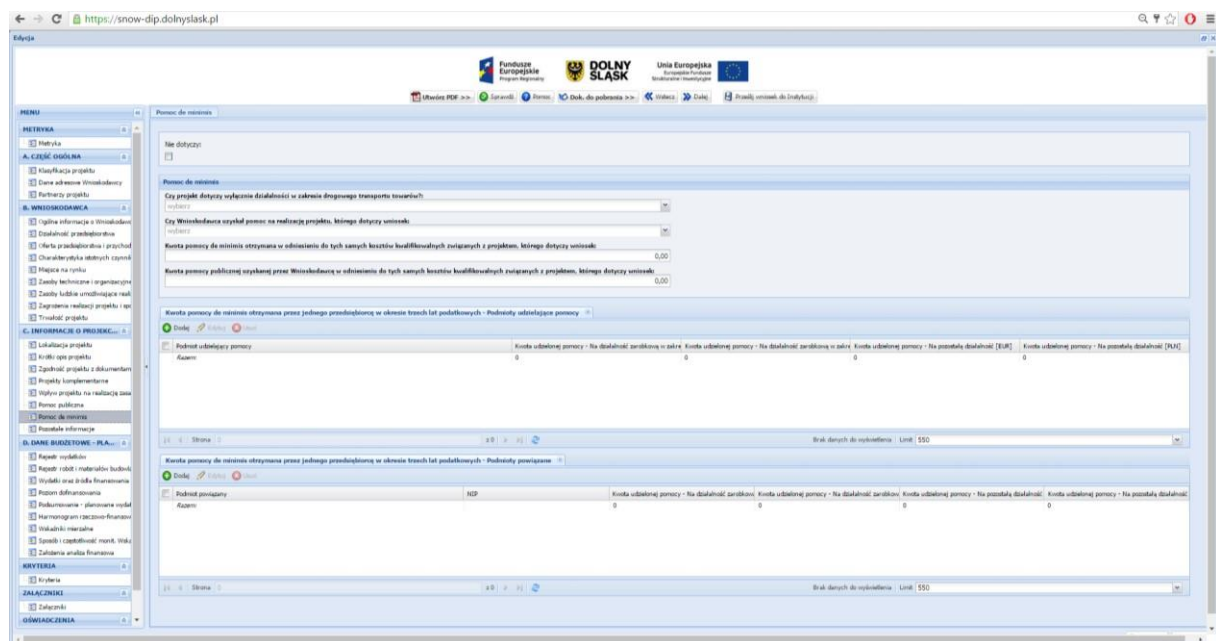 https://snow-dip.dolnyslask.pl
Edycja
Fundusze
Europejskie
Program Regionalny
DOLNY
ŚLĄSK
Unia Europejska
Europejskie Fundusze
Strukturalne i Inwestycyjne
Utwórz PDF >> Sprawdź Pomoc Dok. do pobrania >> Wstecz Dalej Prześlij wniosek do Instytucji
MENU
Pomoc de minimis
METRYKA
Metryka
A. CZĘŚĆ OGÓLNA
Klasyfikacja projektu
Dane adresowe Wnioskodawcy
Partnerzy projektu
B. WNIOSKODAWCA
Ogólne informacje o Wnioskodawc
Działalność przedsiębiorstwa
Oferta przedsiębiorstwa i przychod
Charakterystyka istotnych czynnik
Miejsce na rynku
Zasoby techniczne i organizacyjne
Zasoby ludzkie umożliwiające reali
Zagrożenia realizacji projektu i spo
Trwałość projektu
C. INFORMACJE O PROJEKC...
Lokalizacja projektu
Krótki opis projektu
Zgodność projektu z dokumentam
Projekty komplementarne
Wpływ projektu na realizację zasa
Pomoc publiczna
Pomoc de minimis
Pozostałe informacje
D. DANE BUDŻETOWE - PLA...
Rejestr wydatków
Rejestr robót i materiałów budowla
Wydatki oraz źródła finansowania
Poziom dofinansowania
Podsumowanie - planowane wydat
Harmonogram rzeczowo-finansow
Wskaźniki mierzalne
Sposób i częstotliwość monit. Wska
Założenia analiza finansowa
KRYTERIA
Kryteria
ZAŁĄCZNIKI
Załączniki
OŚWIADCZENIA
Nie dotyczy:
Pomoc de minimis
Czy projekt dotyczy wyłącznie działalności w zakresie drogowego transportu towarów?:
wybierz
Czy Wnioskodawca uzyskał pomoc na realizację projektu, którego dotyczy wniosek:
wybierz
Kwota pomocy de minimis otrzymana w odniesieniu do tych samych kosztów kwalifikowalnych związanych z projektem, którego dotyczy wniosek:
0,00
Kwota pomocy publicznej uzyskanej przez Wnioskodawcę w odniesieniu do tych samych kosztów kwalifikowalnych związanych z projektem, którego dotyczy wniosek:
0,00
Kwota pomocy de minimis otrzymana przez jednego przedsiębiorcę w okresie trzech lat podatkowych - Podmioty udzielające pomocy
Dodaj Edytuj Usuń
Podmiot udzielający pomocy Kwota udzielonej pomocy - Na działalność zarobkową w zakre Kwota udzielonej pomocy - Na działalność zarobkową w zakre Kwota udzielonej pomocy - Na pozostałą działalność [EUR] Kwota udzielonej pomocy - Na pozostałą działalność [PLN]
Razem: 0 0 0 0
Strona z 0 Brak danych do wyświetlenia Limit 550
Kwota pomocy de minimis otrzymana przez jednego przedsiębiorcę w okresie trzech lat podatkowych - Podmioty powiązane
Dodaj Edytuj Usuń
Podmiot powiązany NIP Kwota udzielonej pomocy - Na działalność zarobkow Kwota udzielonej pomocy - Na działalność zarobkow Kwota udzielonej pomocy - Na pozostałą działalność Kwota udzielonej pomocy - Na pozostałą działalność
Razem: 0 0 0 0
Strona z 0 Brak danych do wyświetlenia Limit 550